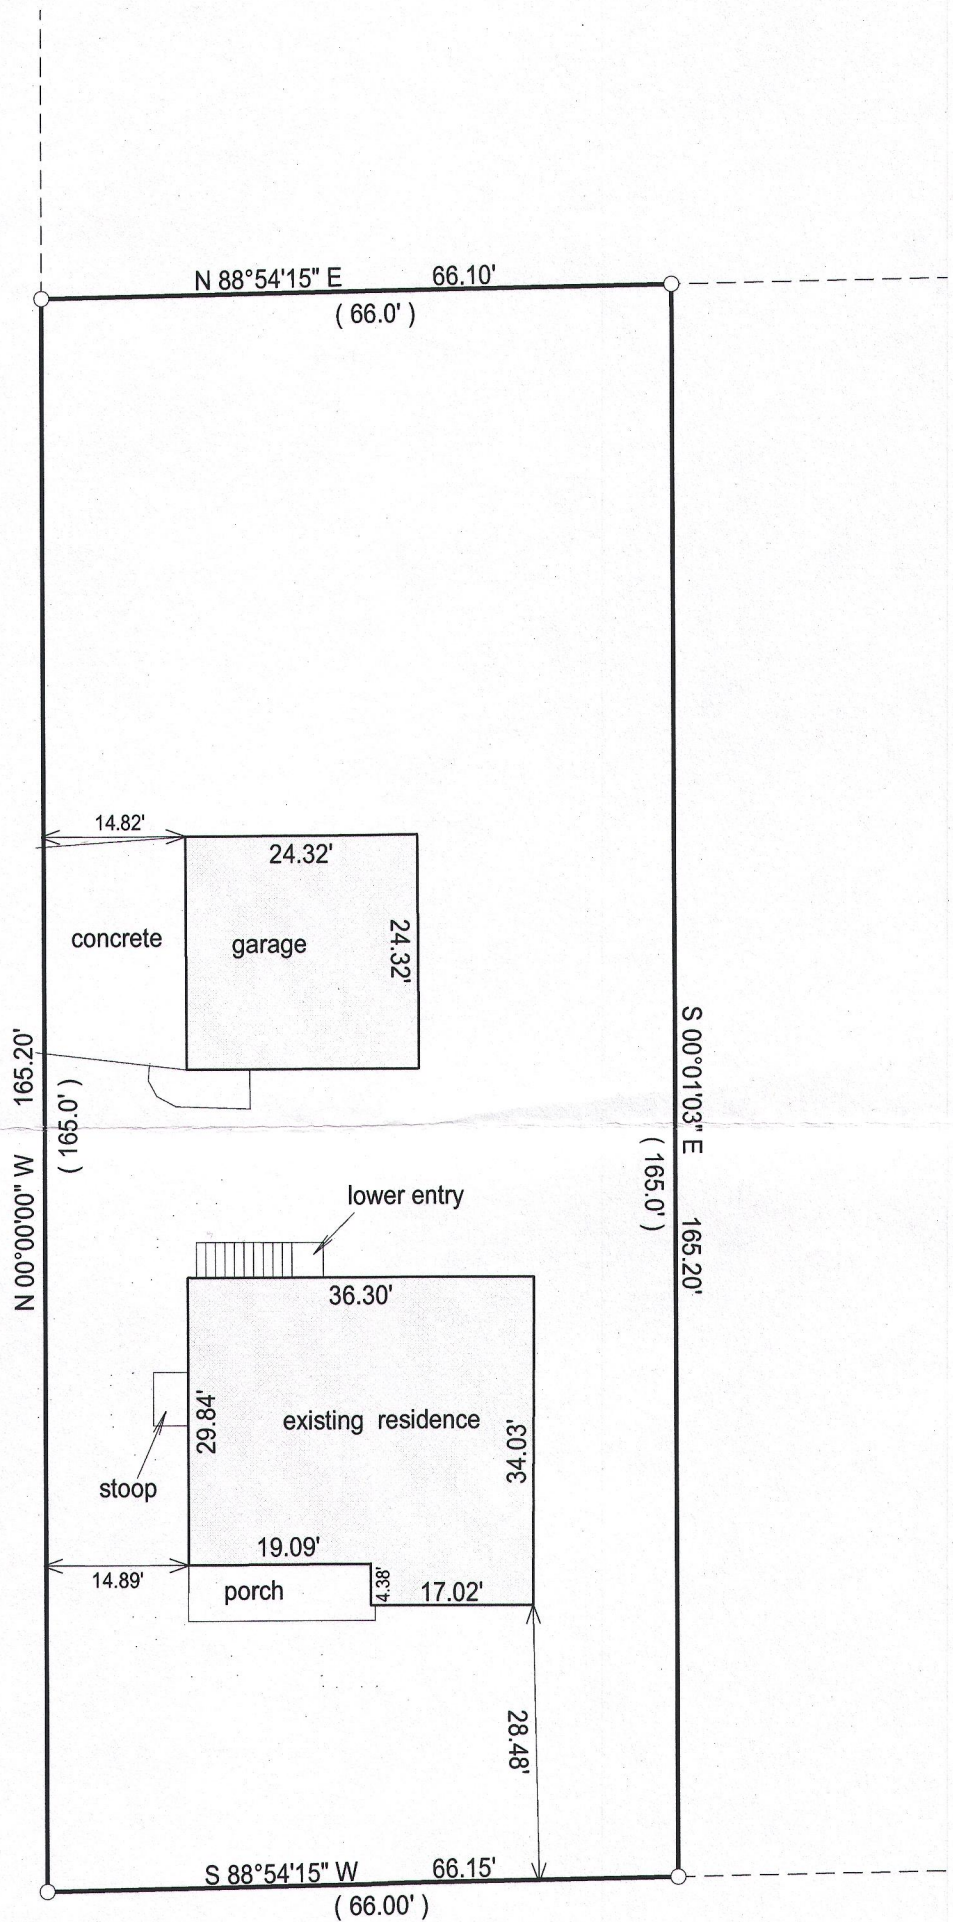 N 88°54'15" E 66.10'
( 66.0' )
14.82'
24.32'
concrete
garage
24.32'
N 00°00'00" W 165.20'
( 165.0' )
S 00°01'03" E 165.20'
( 165.0' )
lower entry
36.30'
29.84'
existing residence
34.03'
stoop
19.09'
14.89'
porch
4.38'
17.02'
28.48'
S 88°54'15" W 66.15'
( 66.00' )